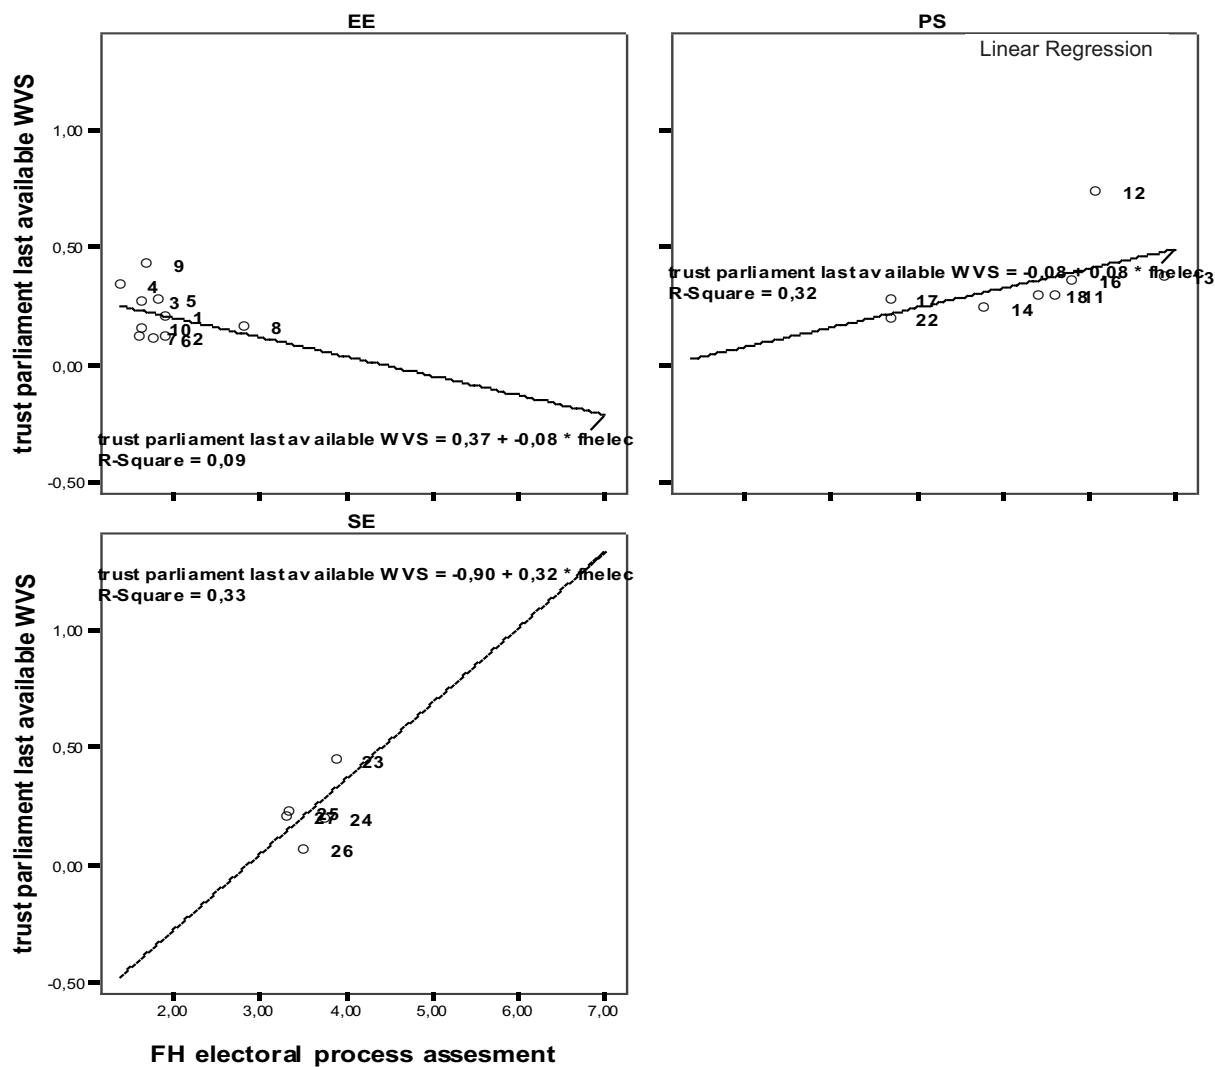 EE
PS
Linear Regression
trust parliament last available WVS
1,00
0,50
0,00
-0,50
9
4
3 5
1
10
7 6 2
8
trust parliament last available WVS = 0,37 + -0,08 * fhelec
R-Square = 0,09
12
trust parliament last available WVS = -0,08 + 0,08 * fhelec
R-Square = 0,32
13
16
17
18 11
14
22
SE
trust parliament last available WVS
trust parliament last available WVS = -0,90 + 0,32 * fhelec
R-Square = 0,33
1,00
0,50
0,00
-0,50
23
25
27
24
26
2,00 3,00 4,00 5,00 6,00 7,00
FH electoral process assesment